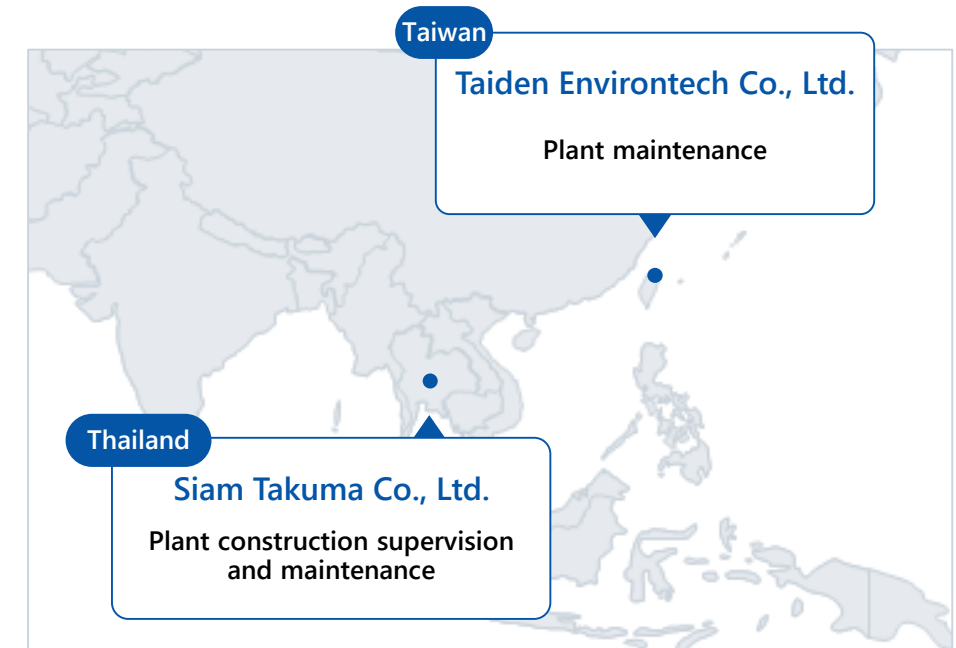 Taiwan
Taiden Environtech Co., Ltd.
Plant maintenance
Thailand
Siam Takuma Co., Ltd.
Plant construction supervision
and maintenance